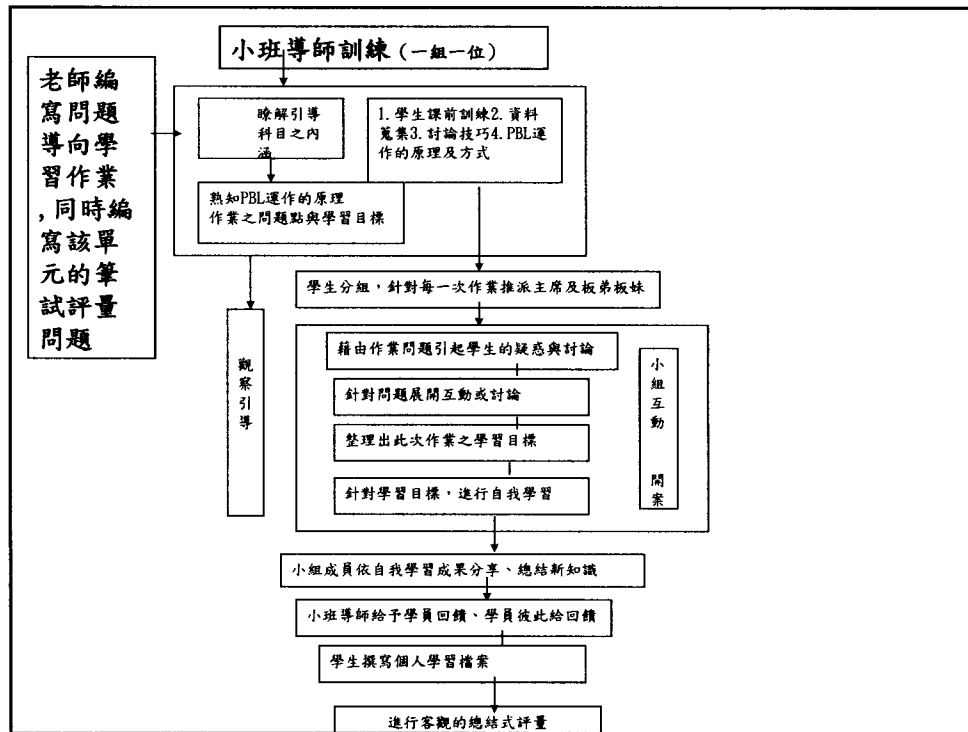 小班導師訓練（一組一位）
老師編
寫問題
導向學
習作業
,同時編
寫該單
元的筆
試評量
問題
瞭解引導
科目之內
涵
1.學生課前訓練2.資料
蒐集3.討論技巧4.PBL運
作的原理及方式
熟知PBL運作的原理
作業之問題點與學習目標
學生分組，針對每一次作業推派主席及板弟板妹
觀察引導
藉由作業問題引起學生的疑惑與討論
針對問題展開互動或討論
整理出此次作業之學習目標
針對學習目標，進行自我學習
小組互動 開案
小組成員依自我學習成果分享、總結新知識
小班導師給予學員回饋、學員彼此給回饋
學生撰寫個人學習檔案
進行客觀的總結式評量